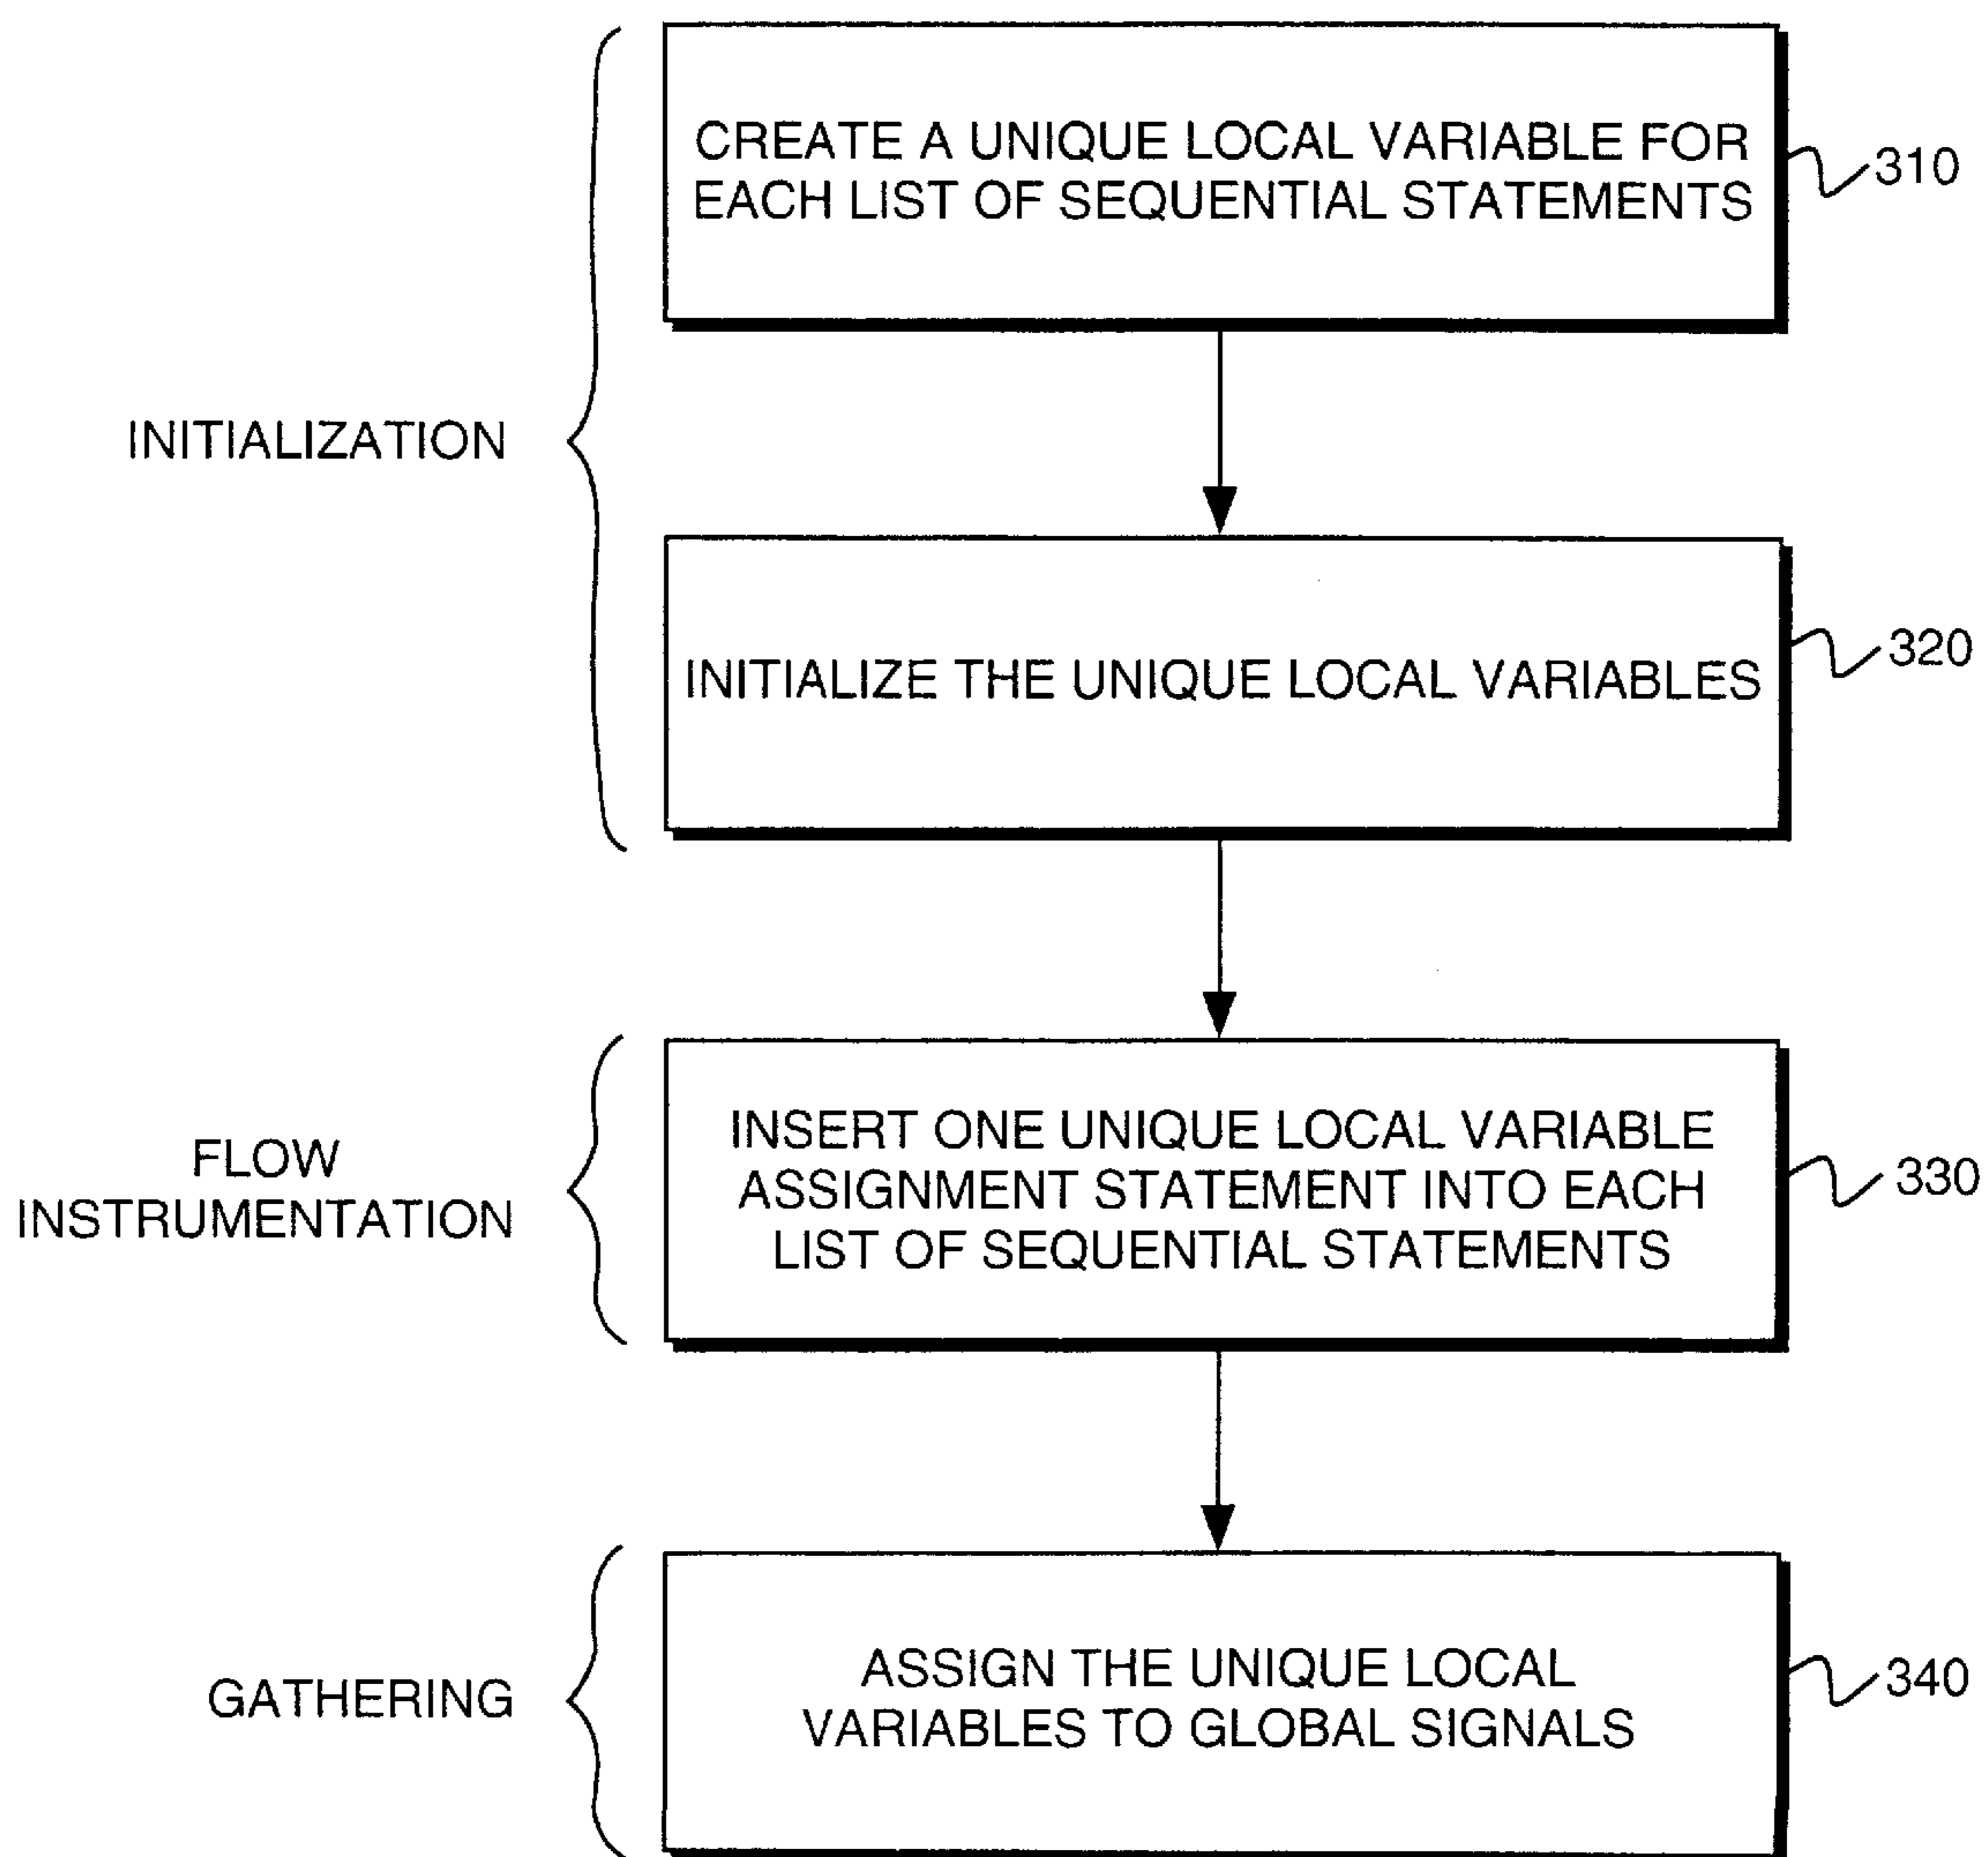 CREATE A UNIQUE LOCAL VARIABLE FOR
EACH LIST OF SEQUENTIAL STATEMENTS
310
INITIALIZATION
INITIALIZE THE UNIQUE LOCAL VARIABLES
320
FLOW
INSTRUMENTATION
INSERT ONE UNIQUE LOCAL VARIABLE
ASSIGNMENT STATEMENT INTO EACH
LIST OF SEQUENTIAL STATEMENTS
330
GATHERING
ASSIGN THE UNIQUE LOCAL
VARIABLES TO GLOBAL SIGNALS
340